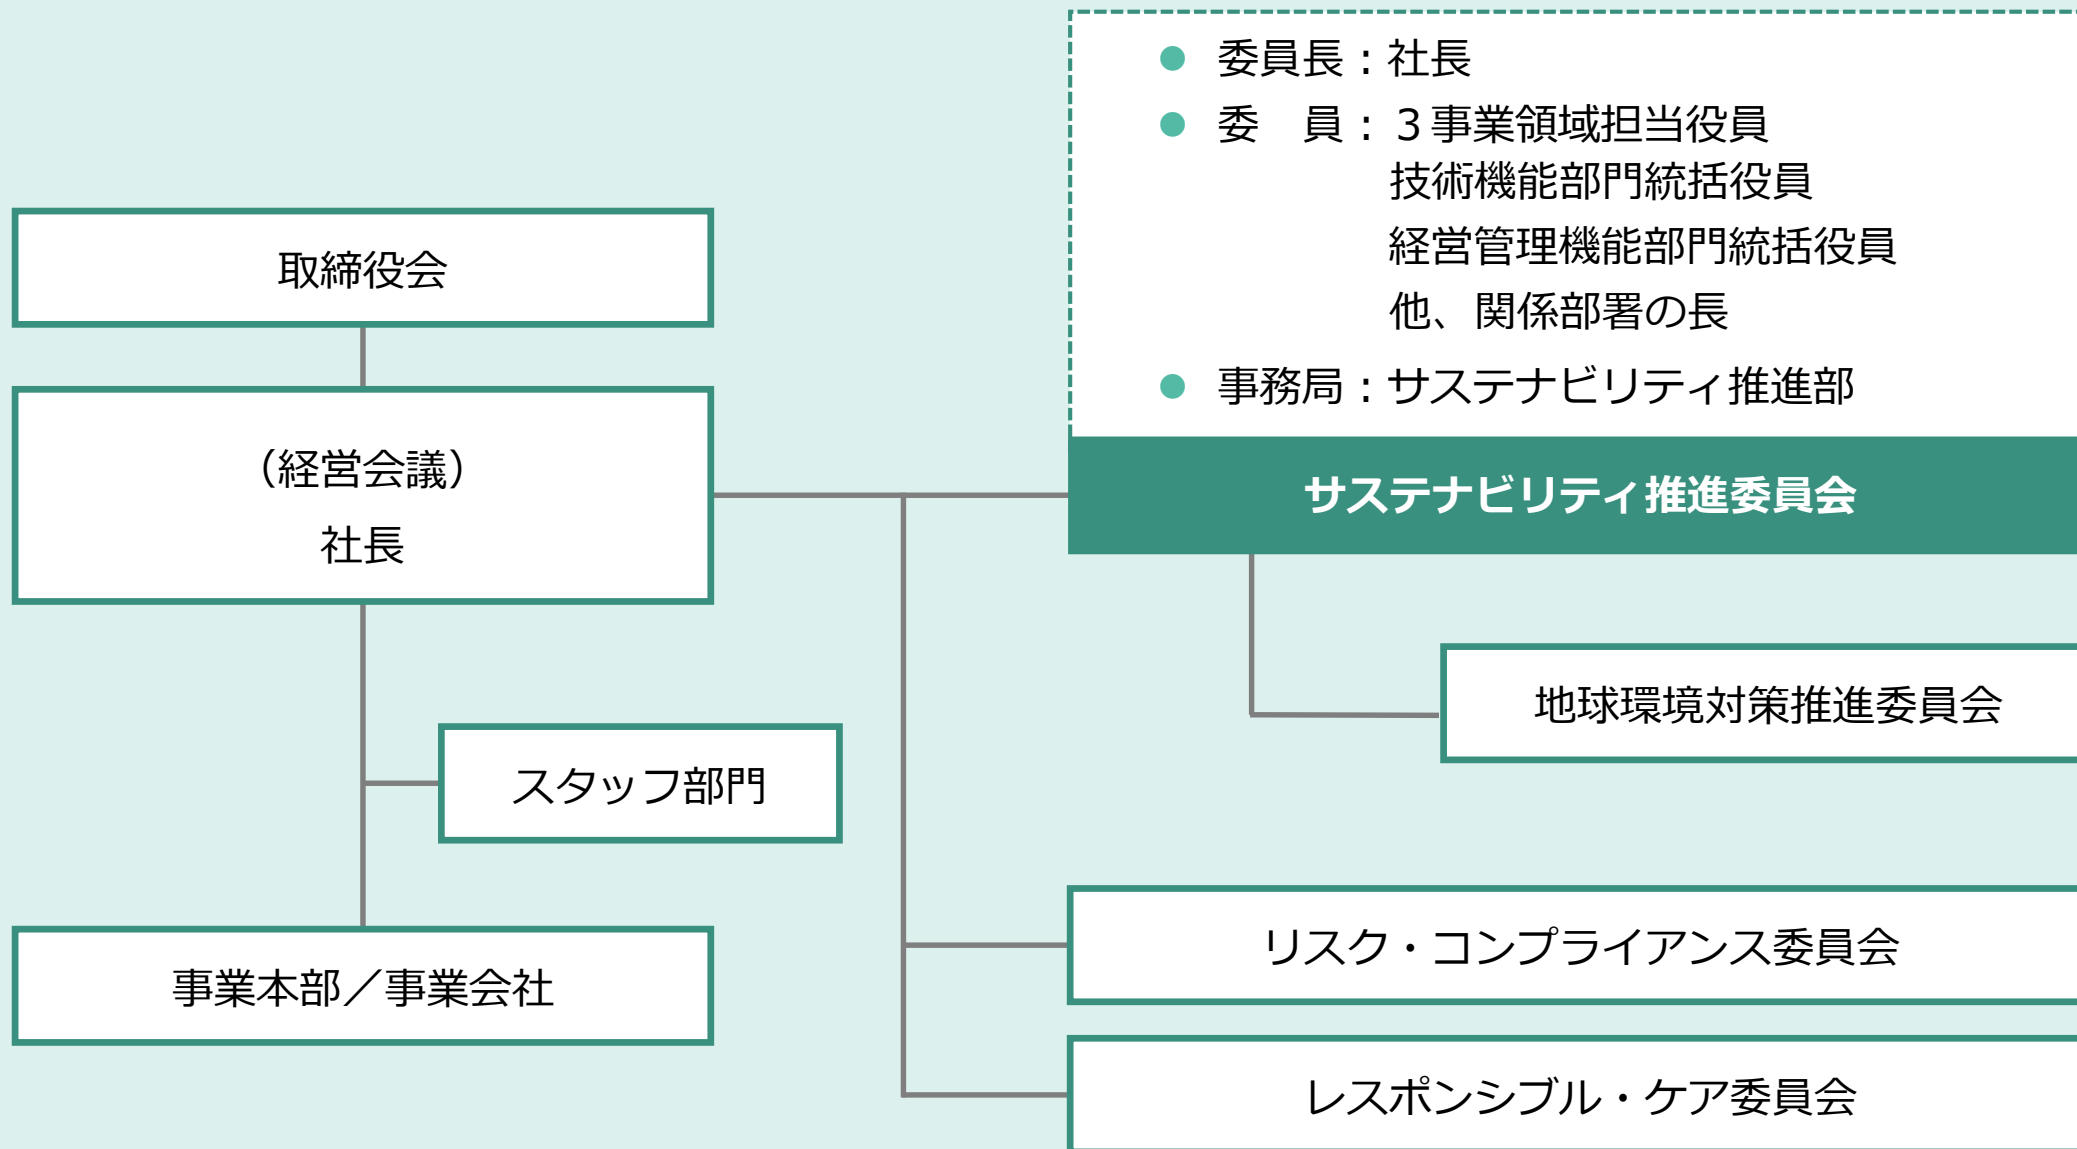 委員長：社長
委　員：３事業領域担当役員
技術機能部門統括役員
経営管理機能部門統括役員
他、関係部署の長
事務局：サステナビリティ推進部
取締役会
（経営会議）
社長
サステナビリティ推進委員会
地球環境対策推進委員会
スタッフ部門
リスク・コンプライアンス委員会
事業本部／事業会社
レスポンシブル・ケア委員会